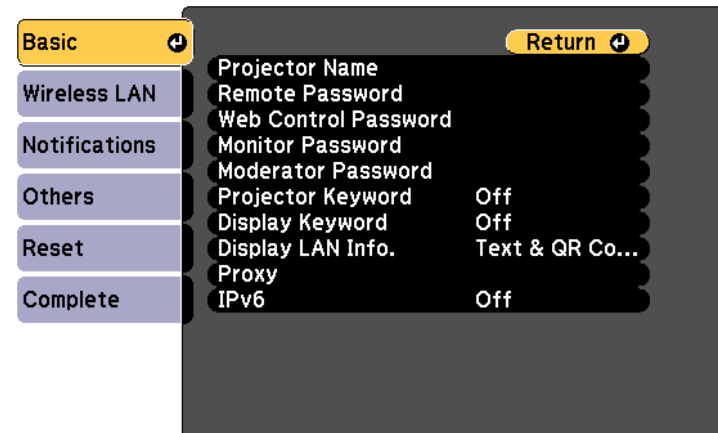 Basic
Wireless LAN
Notifications
Others
Reset
Complete
Return
Projector Name
Remote Password
Web Control Password
Monitor Password
Moderator Password
Projector Keyword Off
Display Keyword Off
Display LAN Info. Text & QR Co...
Proxy
IPv6 Off